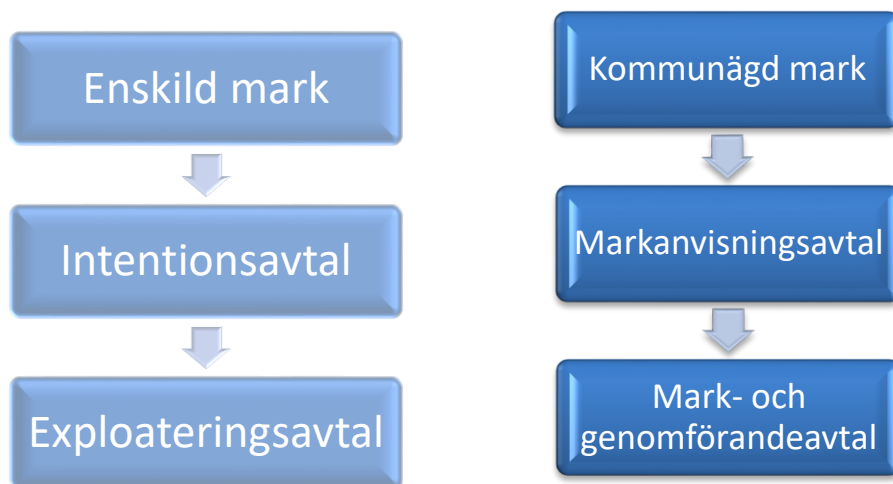 Enskild mark
Intentionsavtal
Exploateringsavtal
Kommunägd mark
Markanvisningsavtal
Mark- och
genomförandeavtal